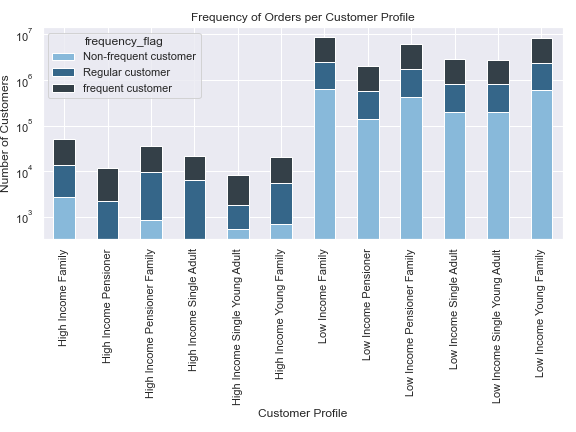 Frequency of Orders per Customer Profile
frequency_flag
Non-frequent customer
Regular customer
frequent customer
Number of Customers
10⁷
10⁶
10⁵
10⁴
10³
High Income Family
High Income Pensioner
High Income Pensioner Family
High Income Single Adult
High Income Single Young Adult
High Income Young Family
Low Income Family
Low Income Pensioner
Low Income Pensioner Family
Low Income Single Adult
Low Income Single Young Adult
Low Income Young Family
Customer Profile